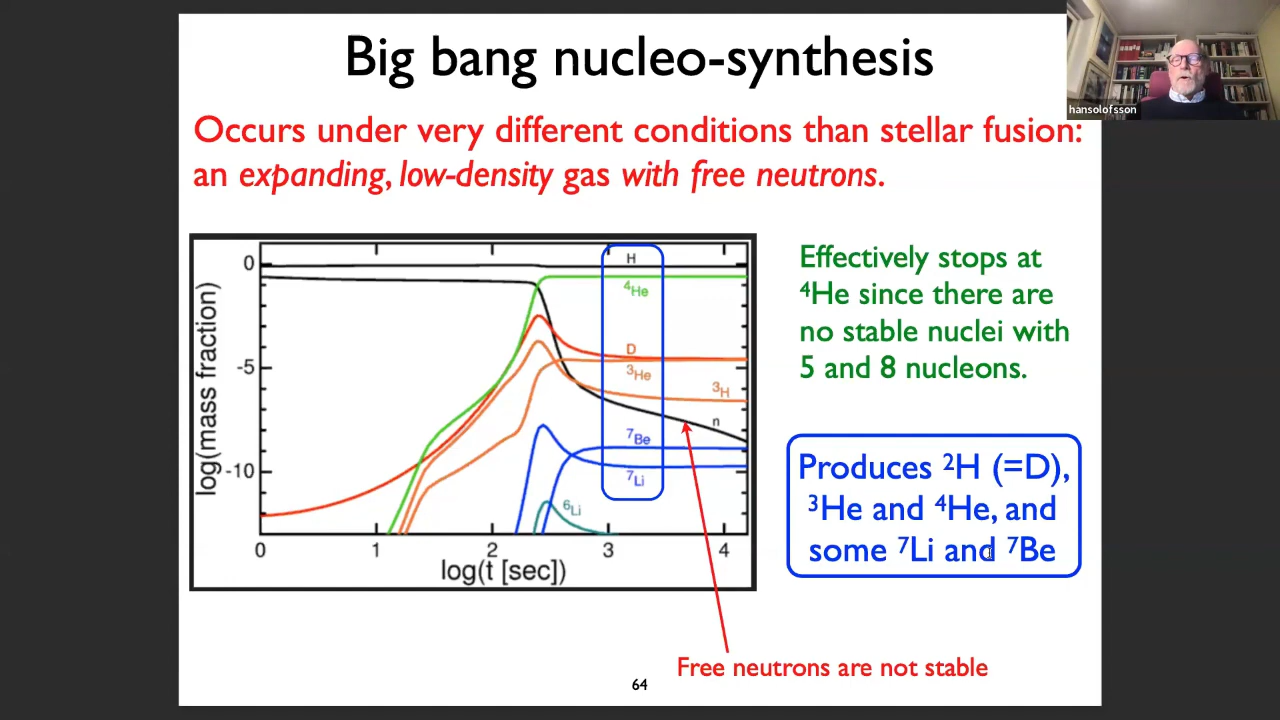 Big bang nucleo-synthesis
hansolofsson
Occurs under very different conditions than stellar fusion:
an expanding, low-density gas with free neutrons.
log(mass fraction)
0
-5
-10
H
⁴He
D
³He
³H
n
⁷Be
⁷Li
⁶Li
0 1 2 3 4
log(t [sec])
Effectively stops at
⁴He since there are
no stable nuclei with
5 and 8 nucleons.
Produces ²H (=D),
³He and ⁴He, and
some ⁷Li and ⁷Be
Free neutrons are not stable
64